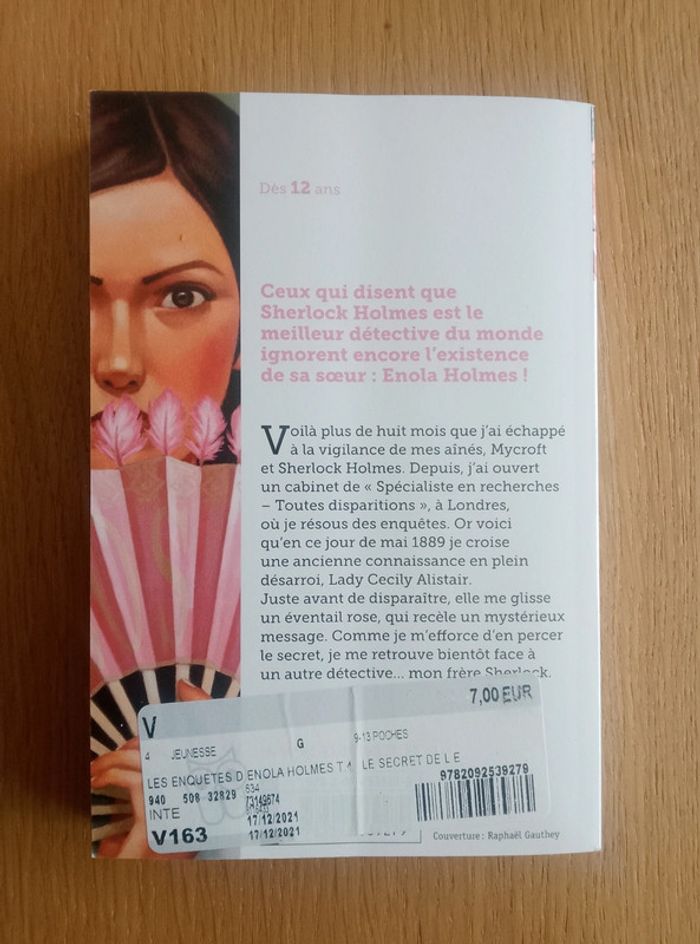 Dès 12 ans
Ceux qui disent que
Sherlock Holmes est le
meilleur détective du monde
ignorent encore l'existence
de sa sœur : Enola Holmes !
Voilà plus de huit mois que j'ai échappé
à la vigilance de mes aînés, Mycroft
et Sherlock Holmes. Depuis, j'ai ouvert
un cabinet de « Spécialiste en recherches
– Toutes disparitions », à Londres,
où je résous des enquêtes. Or voici
qu'en ce jour de mai 1889 je croise
une ancienne connaissance en plein
désarroi, Lady Cecily Alistair.
Juste avant de disparaître, elle me glisse
un éventail rose, qui recèle un mystérieux
message. Comme je m'efforce d'en percer
le secret, je me retrouve bientôt face à
un autre détective... mon frère Sherlock.
7,00 EUR
V
4 JEUNESSE G 9-13 POCHES
LES ENQUETES D ENOLA HOLMES T LE SECRET DE L E
9782092539279
940 508 32829 634
INTE
17/12/2021
V163 17/12/2021
Couverture : Raphaël Gauthey